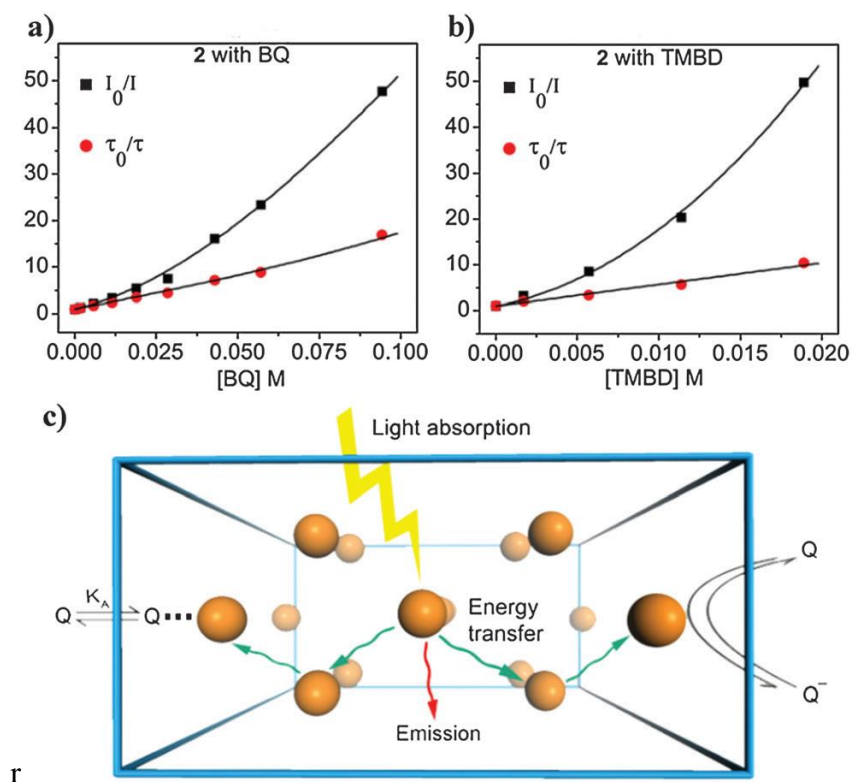 a)
2 with BQ
I0/I
τ0/τ
50
40
30
20
10
0
0.000 0.025 0.050 0.075 0.100
[BQ] M
b)
2 with TMBD
I0/I
τ0/τ
50
40
30
20
10
0
0.000 0.005 0.010 0.015 0.020
[TMBD] M
c)
Light absorption
Q KA Q
Energy
transfer
Emission
Q
Q−
r